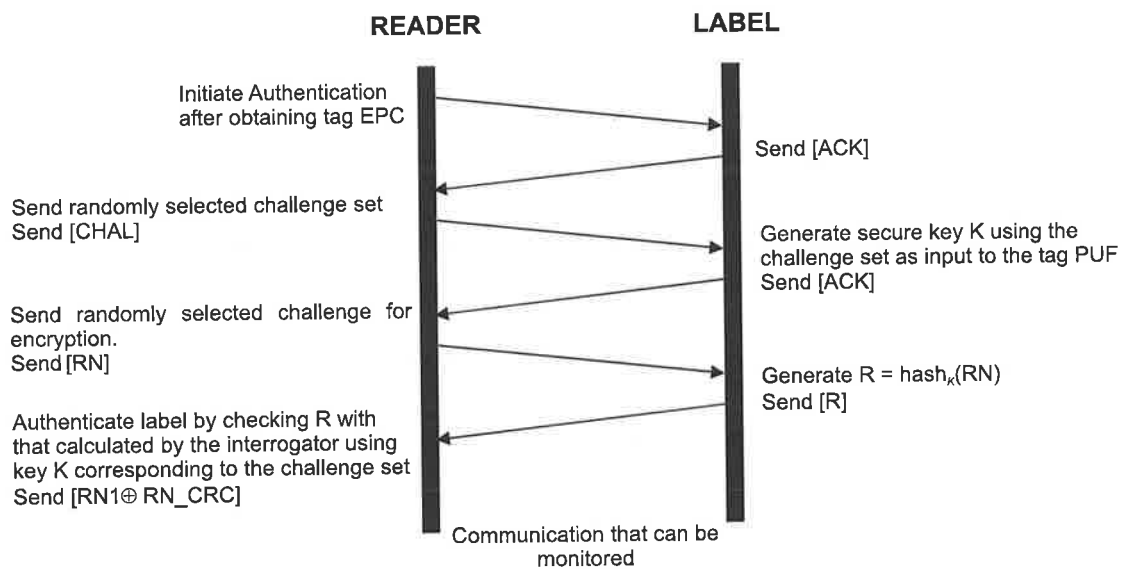 READER
LABEL
Initiate Authentication
after obtaining tag EPC
Send [ACK]
Send randomly selected challenge set
Send [CHAL]
Generate secure key K using the
challenge set as input to the tag PUF
Send [ACK]
Send randomly selected challenge for
encryption.
Send [RN]
Generate R = hashK(RN)
Send [R]
Authenticate label by checking R with
that calculated by the interrogator using
key K corresponding to the challenge set
Send [RN1⊕ RN_CRC]
Communication that can be
monitored